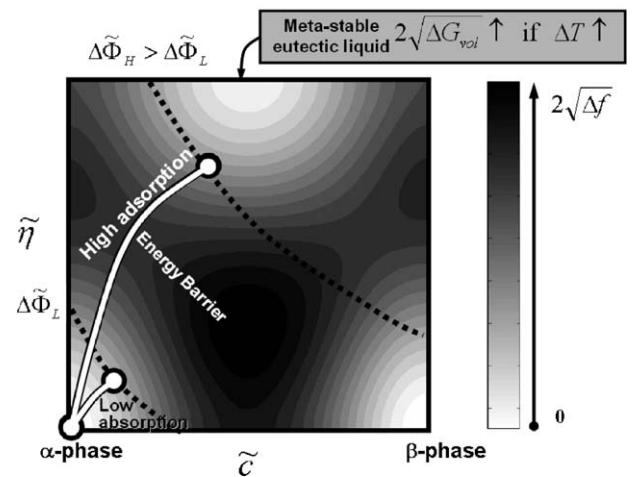 Meta-stable
eutectic liquid 2√ΔG_vol ↑ if ΔT ↑
ΔΦ̃_H > ΔΦ̃_L
2√Δf
High adsorption
η̃
Energy Barrier
ΔΦ̃_L
Low
absorption
0
α-phase
c̃
β-phase